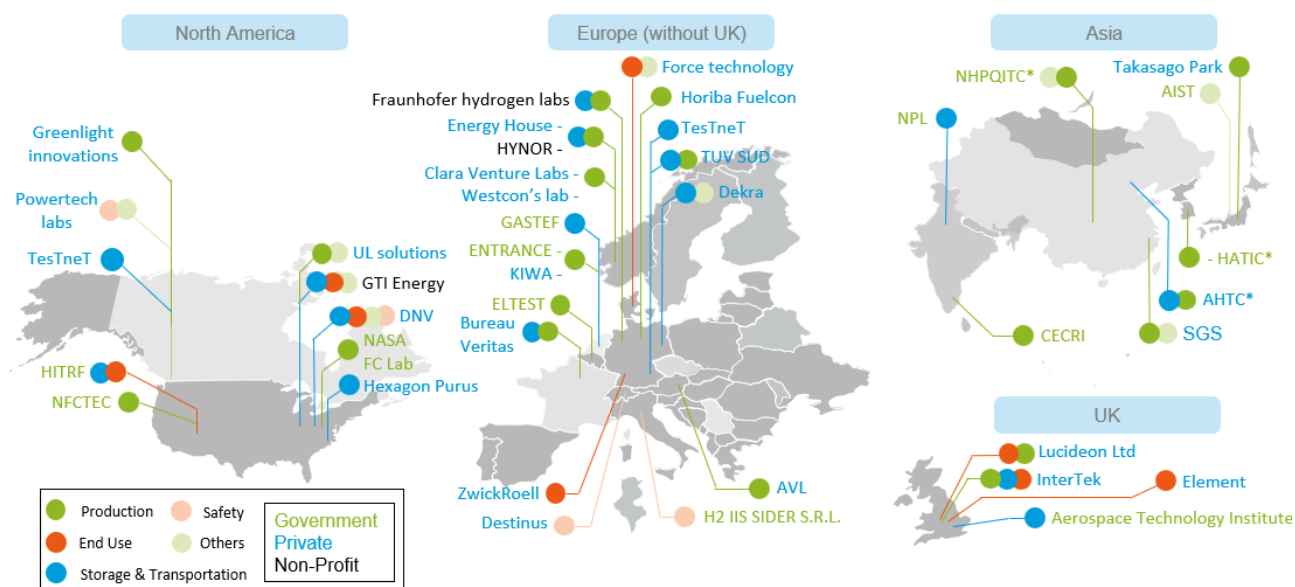 North America
Greenlight
innovations
Powertech
labs
TesTneT
UL solutions
GTI Energy
DNV
NASA
FC Lab
Hexagon Purus
HITRF
NFCTEC
Production
Safety
End Use
Others
Storage & Transportation
Government
Private
Non-Profit
Europe (without UK)
Force technology
Fraunhofer hydrogen labs
Horiba Fuelcon
Energy House -
HYNOR -
TesTneT
TUV SUD
Clara Venture Labs -
Westcon's lab -
Dekra
GASTEF
ENTRANCE -
KIWA -
ELTEST
Bureau
Veritas
ZwickRoell
Destinus
AVL
H2 IIS SIDER S.R.L.
Asia
NHPQITC*
Takasago Park
AIST
NPL
- HATIC*
AHTC*
CECRI
SGS
UK
Lucideon Ltd
InterTek
Element
Aerospace Technology Institute